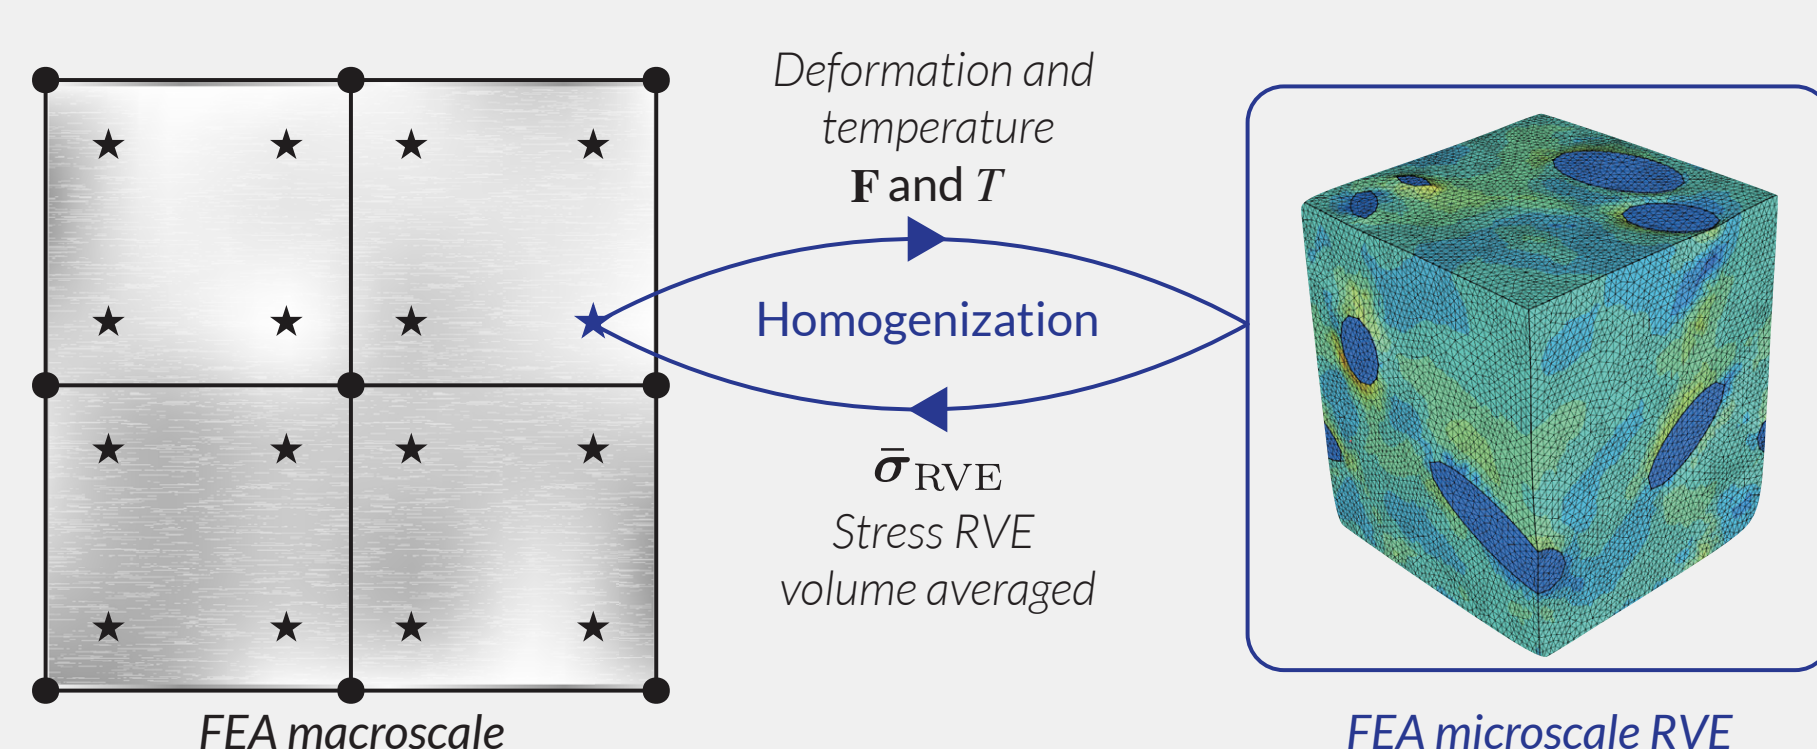 Deformation and
temperature
F and T
Homogenization
σ̄RVE
Stress RVE
volume averaged
FEA macroscale
FEA microscale RVE